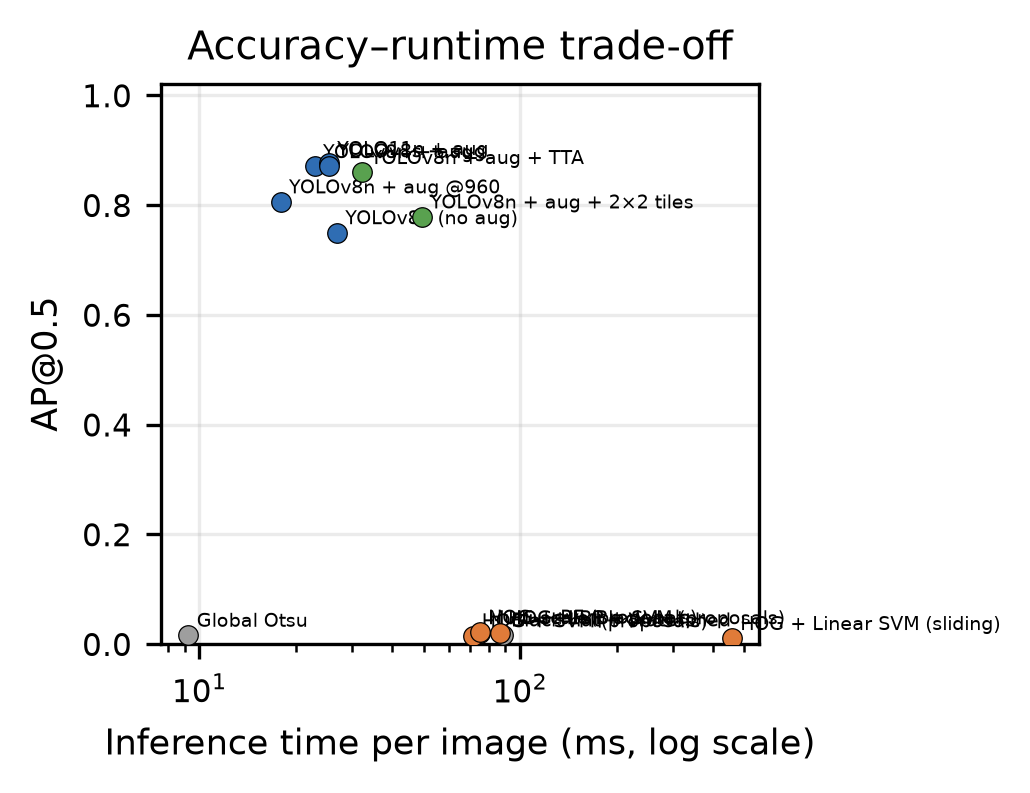 Accuracy–runtime trade-off
1.0
0.8
0.6
0.4
0.2
0.0
AP@0.5
YOLOv8n + aug + TTA
YOLOv8n + aug @960
YOLOv8n + aug + 2×2 tiles
(no aug)
Global Otsu
HOG + Linear SVM (sliding)
10¹
10²
Inference time per image (ms, log scale)